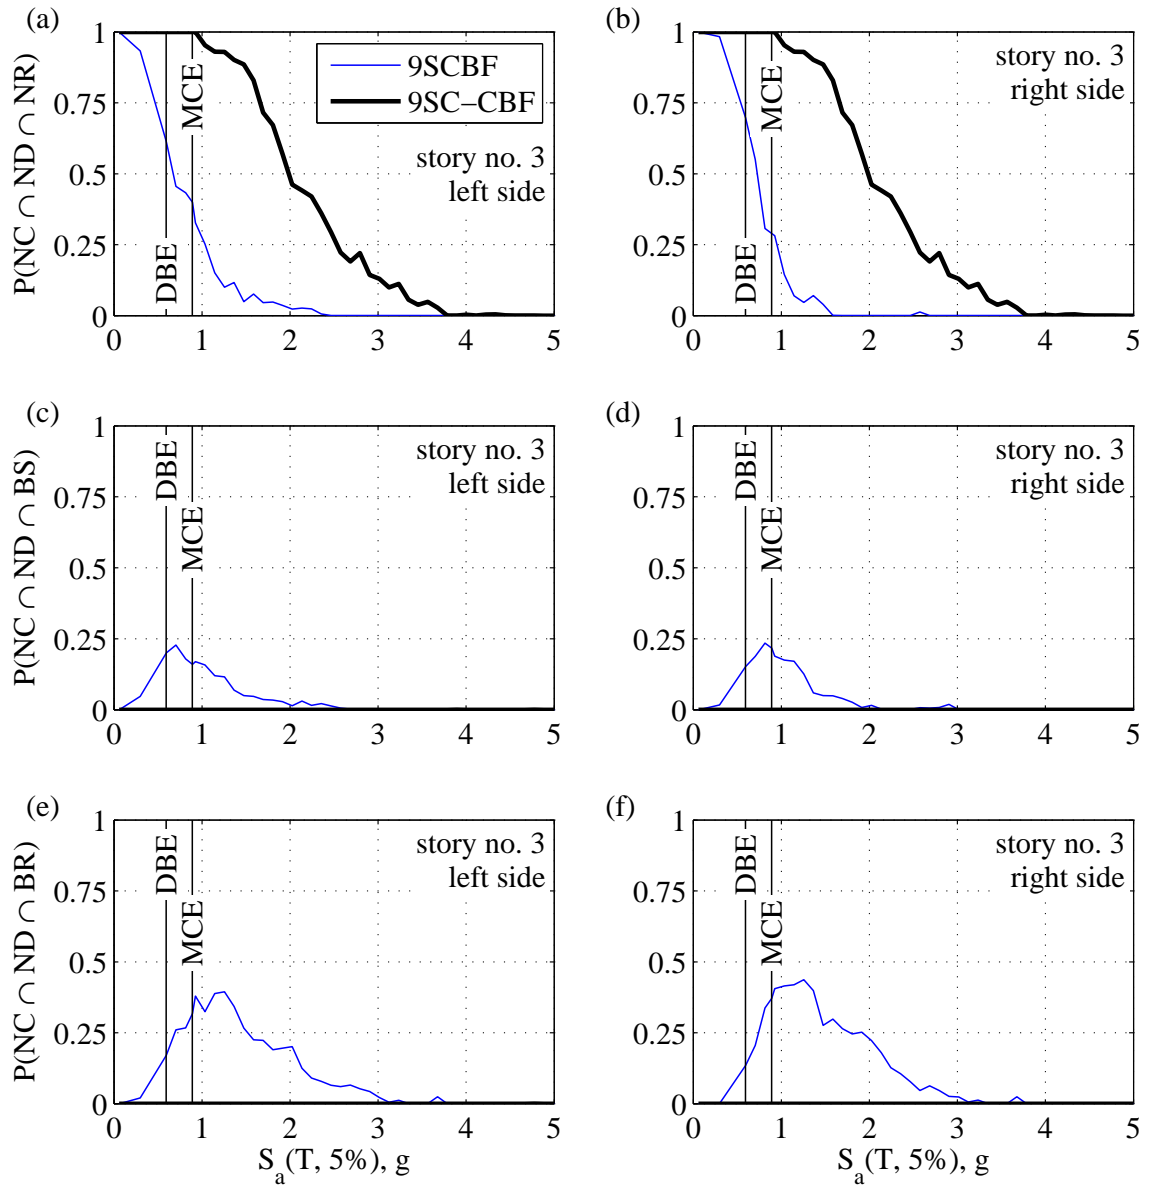 (a)
1
0.75
0.5
0.25
0
P(NC ∩ ND ∩ NR)
DBE
MCE
9SCBF
9SC−CBF
story no. 3
left side
0 1 2 3 4 5
(b)
1
0.75
0.5
0.25
0
DBE
MCE
story no. 3
right side
0 1 2 3 4 5
(c)
1
0.75
0.5
0.25
0
P(NC ∩ ND ∩ BS)
DBE
MCE
story no. 3
left side
0 1 2 3 4 5
(d)
1
0.75
0.5
0.25
0
DBE
MCE
story no. 3
right side
0 1 2 3 4 5
(e)
1
0.75
0.5
0.25
0
P(NC ∩ ND ∩ BR)
DBE
MCE
story no. 3
left side
0 1 2 3 4 5
S_a(T, 5%), g
(f)
1
0.75
0.5
0.25
0
DBE
MCE
story no. 3
right side
0 1 2 3 4 5
S_a(T, 5%), g